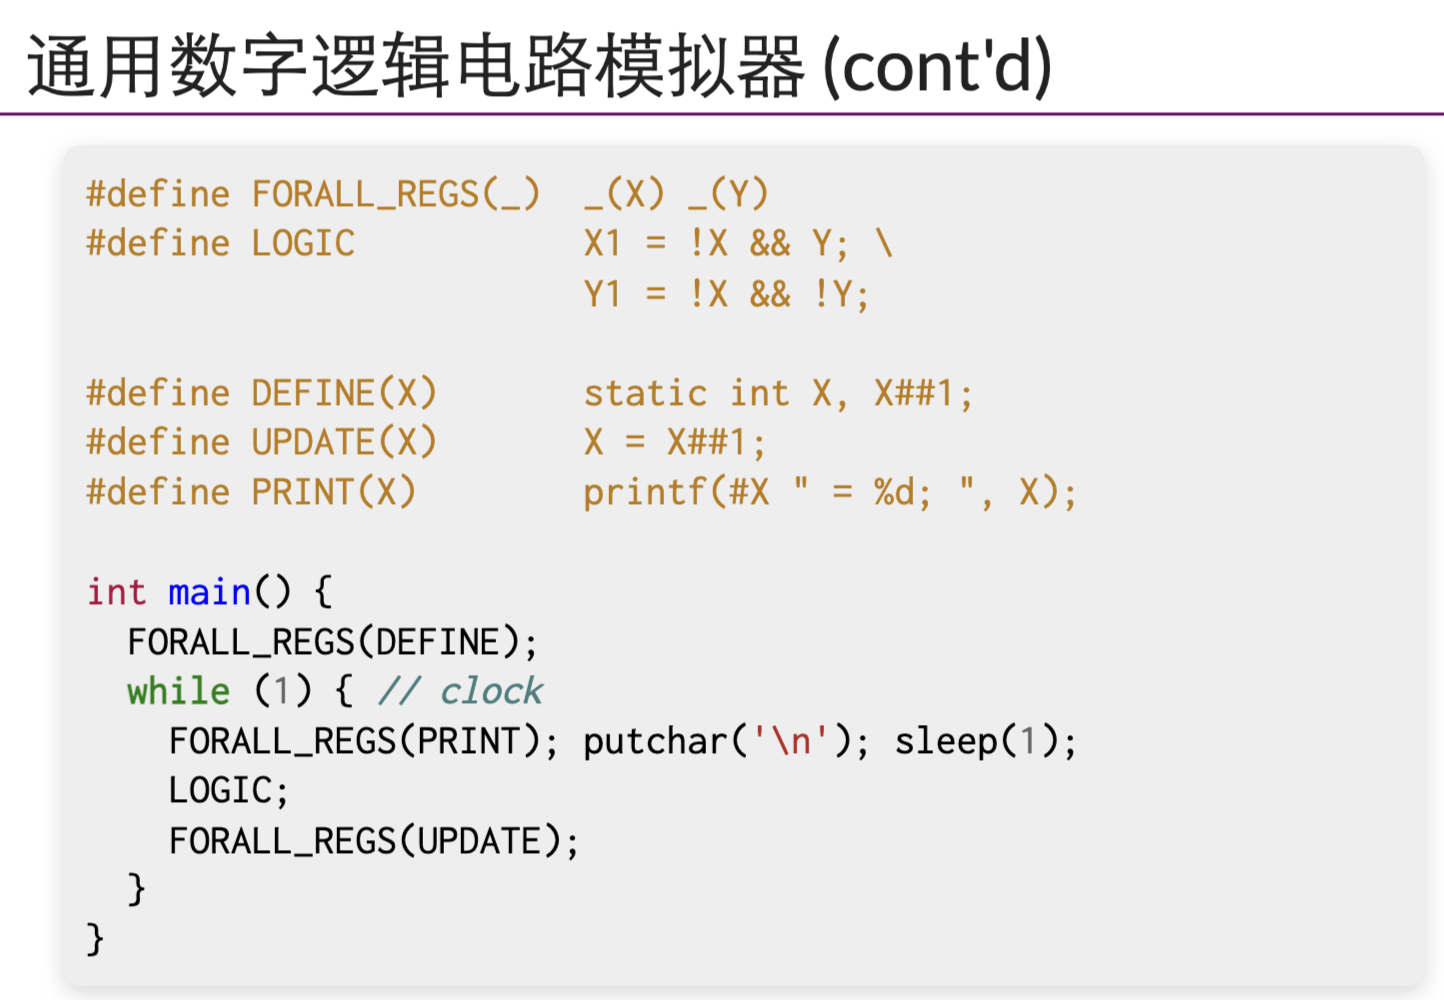 通用数字逻辑电路模拟器 (cont'd)
#define FORALL_REGS(_)  _(X) _(Y)
#define LOGIC           X1 = !X && Y; \
                        Y1 = !X && !Y;
#define DEFINE(X)       static int X, X##1;
#define UPDATE(X)       X = X##1;
#define PRINT(X)        printf(#X " = %d; ", X);
int main() {
  FORALL_REGS(DEFINE);
  while (1) { // clock
    FORALL_REGS(PRINT); putchar('\n'); sleep(1);
    LOGIC;
    FORALL_REGS(UPDATE);
  }
}